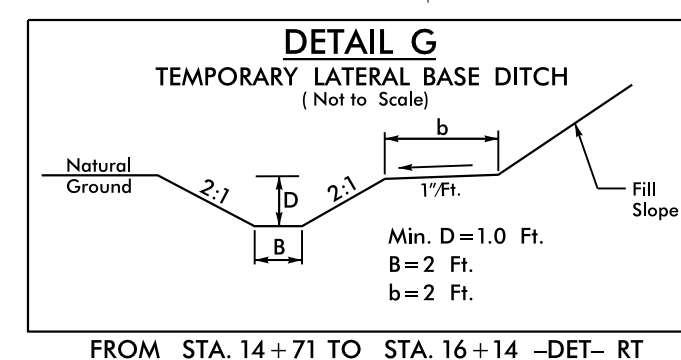 DETAIL G
TEMPORARY LATERAL BASE DITCH
( Not to Scale)
b
Natural
Ground
2:1
D
2:1
1"/Ft.
Fill
Slope
B
Min. D=1.0 Ft.
B=2 Ft.
b=2 Ft.
FROM STA. 14+71 TO STA. 16+14 -DET- RT